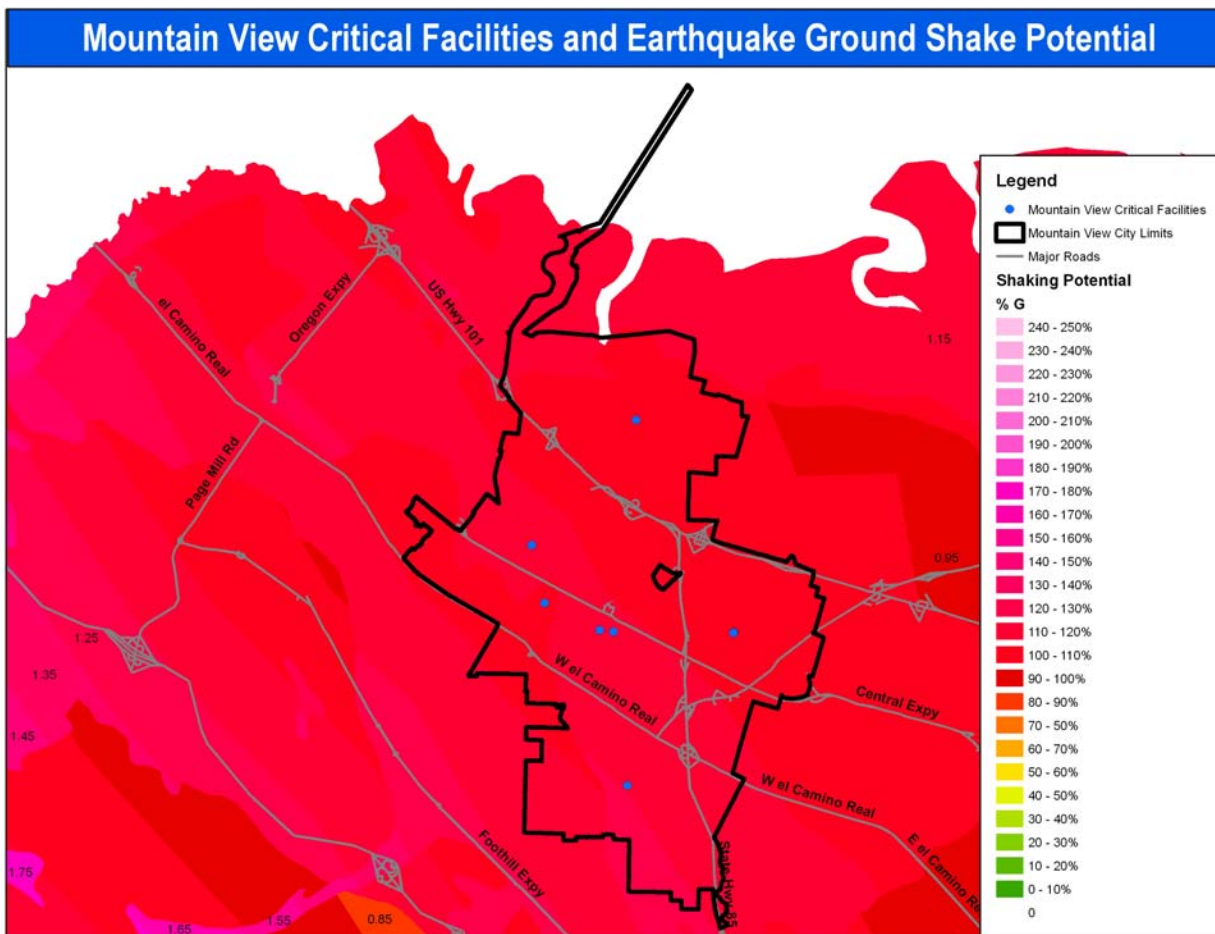 Mountain View Critical Facilities and Earthquake Ground Shake Potential
el Camino Real
Oregon Expy
US Hwy 101
Page Mill Rd
1.15
0.95
1.25
1.35
1.45
W el Camino Real
Central Expy
W el Camino Real
E el Camino Real
Foothill Expy
State Hwy 85
1.75
1.65
1.55
0.85
Legend
Mountain View Critical Facilities
Mountain View City Limits
Major Roads
Shaking Potential
% G
240 - 250%
230 - 240%
220 - 230%
210 - 220%
200 - 210%
190 - 200%
180 - 190%
170 - 180%
160 - 170%
150 - 160%
140 - 150%
130 - 140%
120 - 130%
110 - 120%
100 - 110%
90 - 100%
80 - 90%
70 - 50%
60 - 70%
50 - 60%
40 - 50%
30 - 40%
20 - 30%
10 - 20%
0 - 10%
0